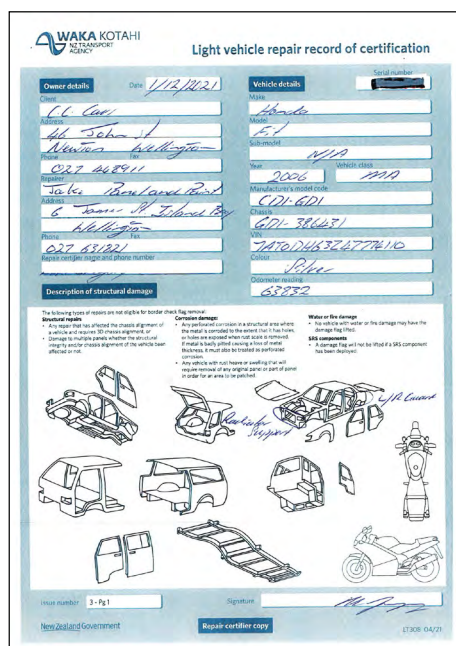 WAKA KOTAHI
NZ TRANSPORT
AGENCY
Light vehicle repair record of certification
Serial number
Owner details
Date 1/12/2021
Client
C.C. Cars
Address
46 John St
Newton Wellington
Phone Fax
027 468911
Repairer
Jake Panel and Paint
Address
6 James St Island Bay
Wellington
Phone Fax
027 631221
Repair certifier name and phone number
Vehicle details
Make
Honda
Model
Fit
Sub-model
N/A
Year Vehicle class
2006 MA
Manufacturer's model code
CD1-GD1
Chassis
GD1-386431
VIN
Colour
Silver
Odometer reading
63232
Description of structural damage
The following types of repairs are not eligible for border check flag removal:
Structural repairs
• Any repair that has affected the chassis alignment of
a vehicle and requires 3D chassis alignment, or
• Damage to multiple panels whether the structural
integrity and/or chassis alignment of the vehicle been
affected or not.
Corrosion damage:
• Any perforated corrosion in a structural area where
the metal is corroded to the extent that it has holes,
or holes are exposed when rust scale is removed.
If metal is badly pitted causing a loss of metal
thickness, it must also be treated as perforated
corrosion
• Any vehicle with rust heave or swelling that will
require removal of any original panel or part of panel
in order for an area to be patched.
Water or fire damage
• No vehicle with water or fire damage may have the
damage flag lifted.
SRS components
• A damage flag will not be lifted if a SRS component
has been deployed.
Radiator
Support
L/R Guard
Issue number 3 - Pg 1
Signature
New Zealand Government
Repair certifier copy
LT308 04/21